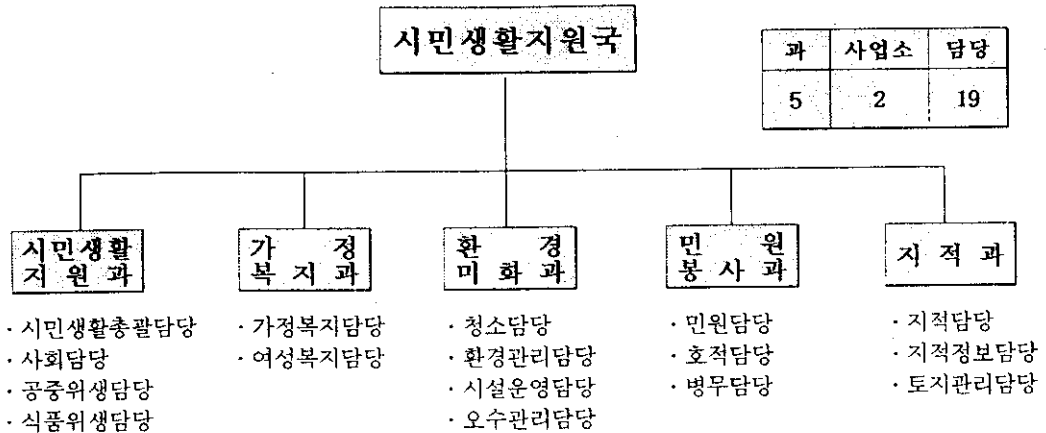 시민생활지원국
과 사업소 담당
5 2 19
시민생활
지원과
가정
복지과
환경
미화과
민원
봉사과
지적과
· 시민생활총괄담당
· 사회담당
· 공중위생담당
· 식품위생담당
· 가정복지담당
· 여성복지담당
· 청소담당
· 환경관리담당
· 시설운영담당
· 오수관리담당
· 민원담당
· 호적담당
· 병무담당
· 지적담당
· 지적정보담당
· 토지관리담당